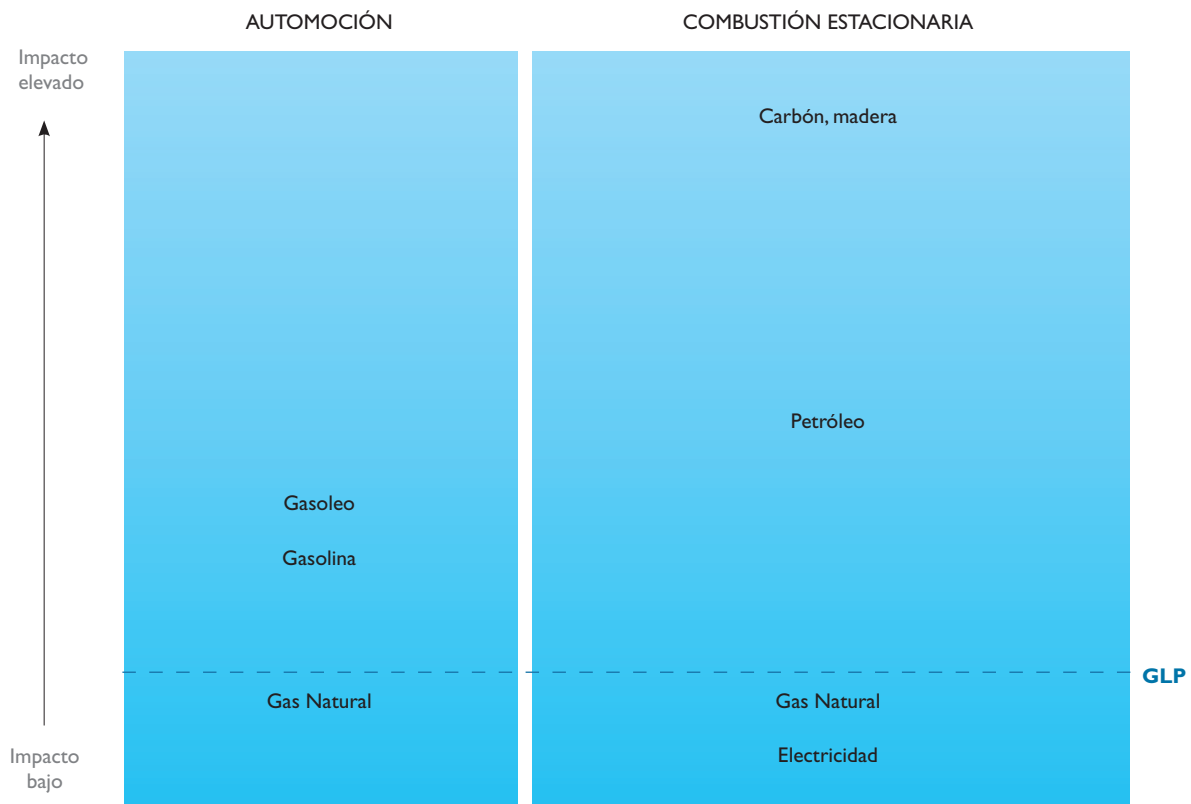 AUTOMOCIÓN
COMBUSTIÓN ESTACIONARIA
Impacto
elevado
Carbón, madera
Petróleo
Gasoleo
Gasolina
GLP
Gas Natural
Gas Natural
Electricidad
Impacto
bajo